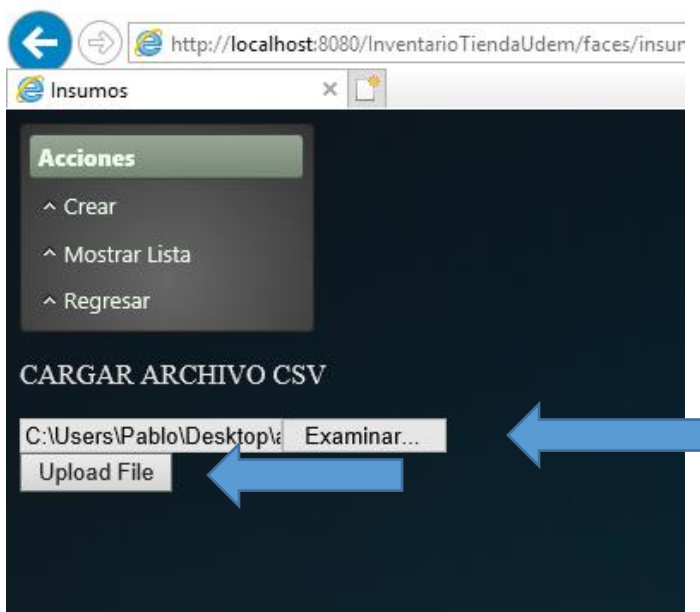 http://localhost:8080/InventarioTiendaUdem/faces/insur
Insumos
Acciones
Crear
Mostrar Lista
Regresar
CARGAR ARCHIVO CSV
C:\Users\Pablo\Desktop\a Examinar...
Upload File